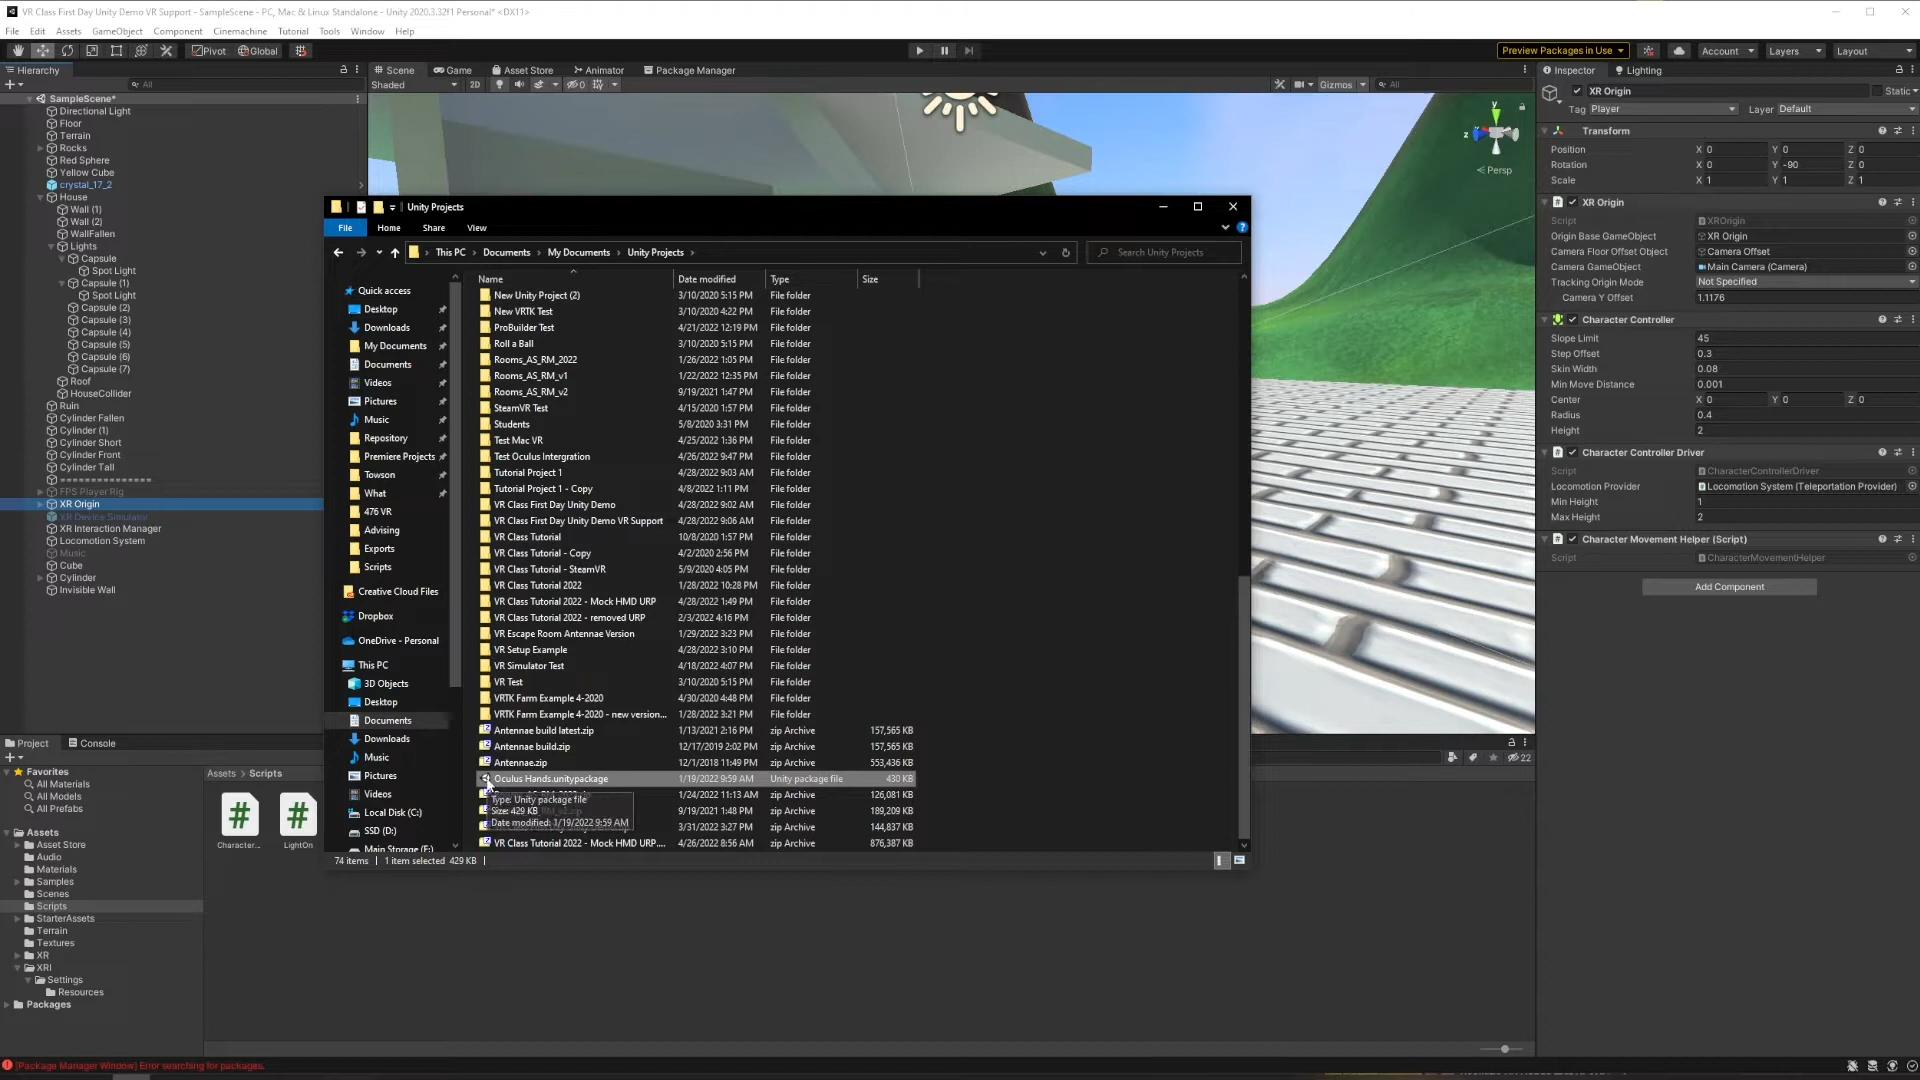 VR Class First Day Unity Demo VR Support - SampleScene - PC, Mac & Linux Standalone - Unity 2020.3.32f1 Personal* <DX11>
File Edit Assets GameObject Component Cinemachine Tutorial Tools Window Help
Pivot Global Preview Packages in Use Account Layers Layout
Hierarchy
All
SampleScene*
Directional Light
Floor
Terrain
Rocks
Red Sphere
Yellow Cube
crystal_17_2
House
Wall (1)
Wall (2)
WallFallen
Lights
Capsule
Spot Light
Capsule (1)
Spot Light
Capsule (2)
Capsule (3)
Capsule (4)
Capsule (5)
Capsule (6)
Capsule (7)
Roof
HouseCollider
Ruin
Cylinder Fallen
Cylinder (1)
Cylinder Short
Cylinder Front
Cylinder Tall
===============
FPS Player Rig
XR Origin
XR Device Simulator
XR Interaction Manager
Locomotion System
Music
Cube
Cylinder
Invisible Wall
Scene Game Asset Store Animator Package Manager
Shaded 2D 0 Gizmos All
y
z
Persp
Unity Projects
File Home Share View
This PC Documents My Documents Unity Projects
Search Unity Projects
Quick access
Desktop
Downloads
My Documents
Documents
Videos
Pictures
Music
Repository
Premiere Projects
Towson
What
476 VR
Advising
Exports
Scripts
Creative Cloud Files
Dropbox
OneDrive - Personal
This PC
3D Objects
Desktop
Documents
Downloads
Music
Pictures
Videos
Local Disk (C:)
SSD (D:)
Main Storage (E:)
Name Date modified Type Size
New Unity Project (2) 3/10/2020 5:15 PM File folder
New VRTK Test 3/10/2020 4:22 PM File folder
ProBuilder Test 4/21/2022 12:19 PM File folder
Roll a Ball 3/10/2020 5:15 PM File folder
Rooms_AS_RM_2022 1/26/2022 1:05 PM File folder
Rooms_AS_RM_v1 1/22/2022 12:35 PM File folder
Rooms_AS_RM_v2 9/19/2021 1:47 PM File folder
SteamVR Test 4/15/2020 1:57 PM File folder
Students 5/8/2020 3:31 PM File folder
Test Mac VR 4/25/2022 1:36 PM File folder
Test Oculus Intergration 4/26/2022 9:47 PM File folder
Tutorial Project 1 4/28/2022 9:03 AM File folder
Tutorial Project 1 - Copy 4/8/2022 1:11 PM File folder
VR Class First Day Unity Demo 4/28/2022 9:02 AM File folder
VR Class First Day Unity Demo VR Support 4/28/2022 9:06 AM File folder
VR Class Tutorial 10/8/2020 1:57 PM File folder
VR Class Tutorial - Copy 4/2/2020 2:56 PM File folder
VR Class Tutorial - SteamVR 5/9/2020 4:05 PM File folder
VR Class Tutorial 2022 1/28/2022 10:28 PM File folder
VR Class Tutorial 2022 - Mock HMD URP 4/28/2022 1:49 PM File folder
VR Class Tutorial 2022 - removed URP 2/3/2022 4:16 PM File folder
VR Escape Room Antennae Version 1/29/2022 3:23 PM File folder
VR Setup Example 4/28/2022 3:10 PM File folder
VR Simulator Test 4/18/2022 4:07 PM File folder
VR Test 3/10/2020 5:15 PM File folder
VRTK Farm Example 4-2020 4/30/2020 4:48 PM File folder
VRTK Farm Example 4-2020 - new version... 1/28/2022 3:21 PM File folder
Antennae build latest.zip 1/13/2021 2:16 PM zip Archive 157,565 KB
Antennae build.zip 12/17/2019 2:02 PM zip Archive 157,565 KB
Antennae.zip 12/1/2018 11:49 PM zip Archive 553,436 KB
Oculus Hands.unitypackage 1/19/2022 9:59 AM Unity package file 430 KB
1/24/2022 11:13 AM zip Archive 126,081 KB
9/19/2021 1:48 PM zip Archive 189,209 KB
3/31/2022 3:27 PM zip Archive 144,837 KB
VR Class Tutorial 2022 - Mock HMD URP.... 4/26/2022 8:56 AM zip Archive 876,387 KB
Type: Unity package file
Size: 429 KB
Date modified: 1/19/2022 9:59 AM
74 items 1 item selected 429 KB
Inspector Lighting
XR Origin Static
Tag Player Layer Default
Transform
Position X 0 Y 0 Z 0
Rotation X 0 Y -90 Z 0
Scale X 1 Y 1 Z 1
XR Origin
Script XROrigin
Origin Base GameObject XR Origin
Camera Floor Offset Object Camera Offset
Camera GameObject Main Camera (Camera)
Tracking Origin Mode Not Specified
Camera Y Offset 1.1176
Character Controller
Slope Limit 45
Step Offset 0.3
Skin Width 0.08
Min Move Distance 0.001
Center X 0 Y 0 Z 0
Radius 0.4
Height 2
Character Controller Driver
Script CharacterControllerDriver
Locomotion Provider Locomotion System (Teleportation Provider)
Min Height 1
Max Height 2
Character Movement Helper (Script)
Script CharacterMovementHelper
Add Component
Project Console
22
Favorites
All Materials
All Models
All Prefabs
Assets
Asset Store
Audio
Materials
Samples
Scenes
Scripts
StarterAssets
Terrain
Textures
XR
XRI
Settings
Resources
Packages
Assets Scripts
#
#
Character...
LightOn
[Package Manager Window] Error searching for packages.